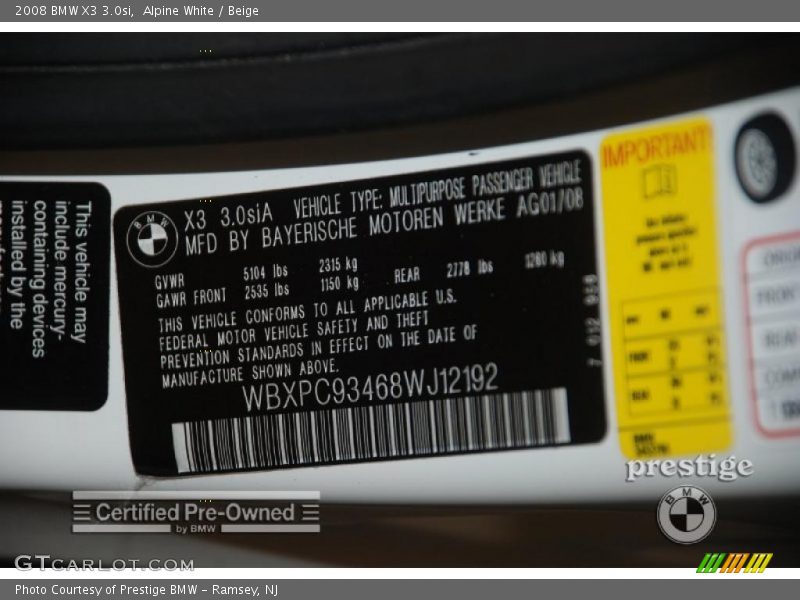 2008 BMW X3 3.0si,  Alpine White / Beige
This vehicle may
include mercury-
containing devices
installed by the
BMW
X3 3.0siA VEHICLE TYPE: MULTIPURPOSE PASSENGER VEHICLE
MFD BY BAYERISCHE MOTOREN WERKE AG01/08
GVWR 5104 lbs 2315 kg
GAWR FRONT 2535 lbs 1150 kg REAR 2778 lbs 1260 kg
THIS VEHICLE CONFORMS TO ALL APPLICABLE U.S.
FEDERAL MOTOR VEHICLE SAFETY AND THEFT
PREVENTION STANDARDS IN EFFECT ON THE DATE OF
MANUFACTURE SHOWN ABOVE.
WBXPC93468WJ12192
IMPORTANT!
prestige
BMW
Certified Pre-Owned
by BMW
GTCARLOT.COM
Photo Courtesy of Prestige BMW - Ramsey, NJ